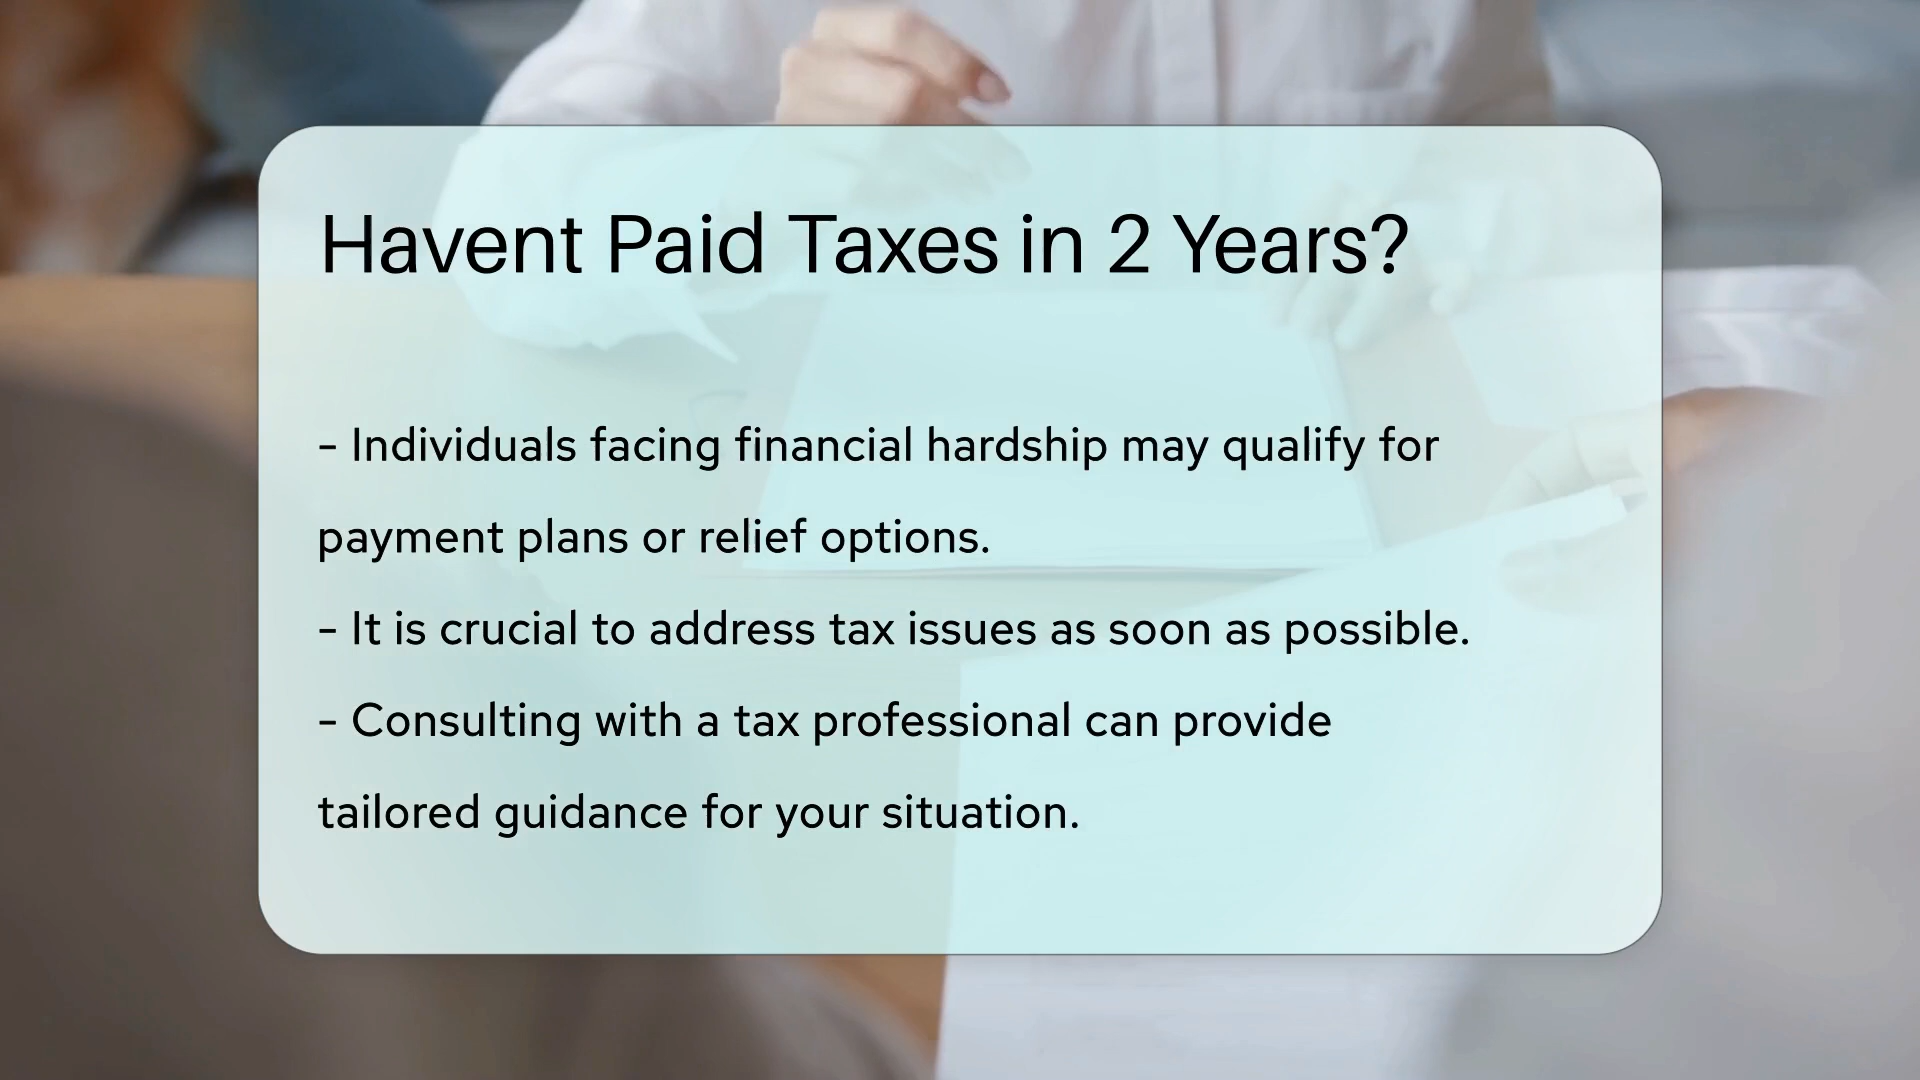 Havent Paid Taxes in 2 Years?
- Individuals facing financial hardship may qualify for
payment plans or relief options.
- It is crucial to address tax issues as soon as possible.
- Consulting with a tax professional can provide
tailored guidance for your situation.